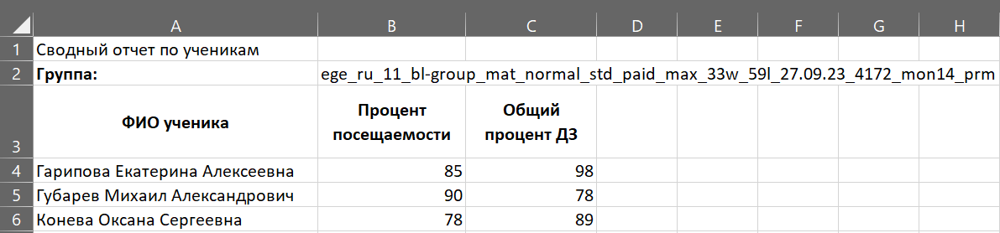 A B C D E F G H
1 Сводный отчет по ученикам
2 Группа: ege_ru_11_bl-group_mat_normal_std_paid_max_33w_59l_27.09.23_4172_mon14_prm
Процент Общий
ФИО ученика
3 посещаемости процент ДЗ
4 Гарипова Екатерина Алексеевна 85 98
5 Губарев Михаил Александрович 90 78
6 Конева Оксана Сергеевна 78 89